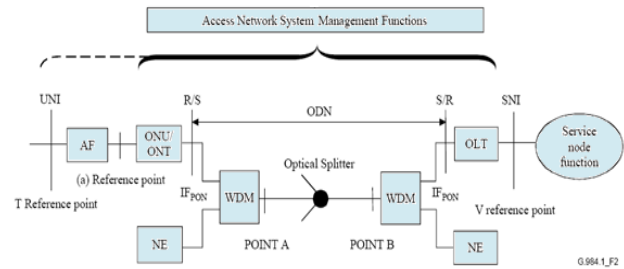 Access Network System Management Functions
UNI
R/S
S/R
SNI
ODN
AF
ONU/
ONT
OLT
Service
node
function
(a) Reference point
Optical Splitter
T Reference point
IFPON
WDM
WDM
IFPON
V reference point
NE
POINT A
POINT B
NE
G.984.1_F2